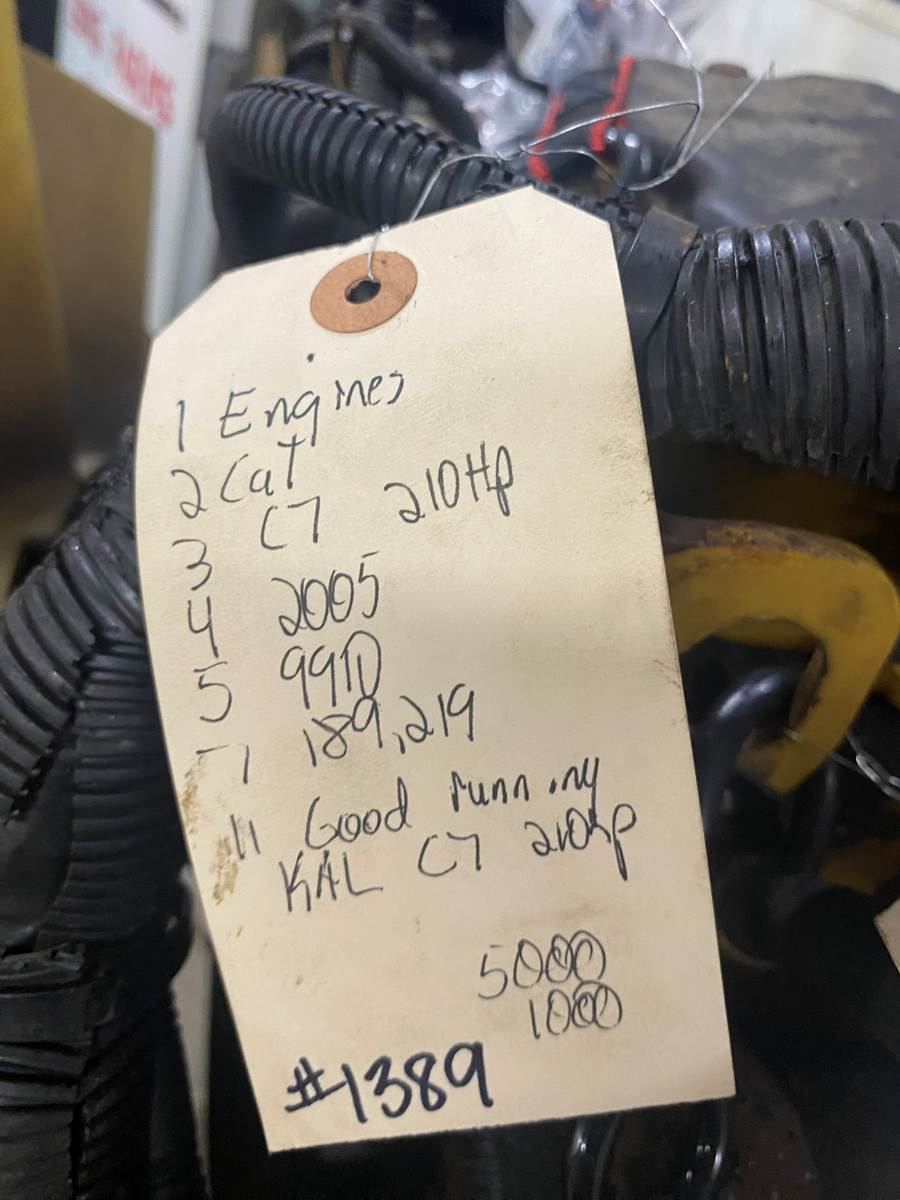 1 Engines
2 Cat
3 C7 210Hp
4 2005
5 991D
7 189,219
11 Good running
KAL C7 210Hp
5000
1000
#1389